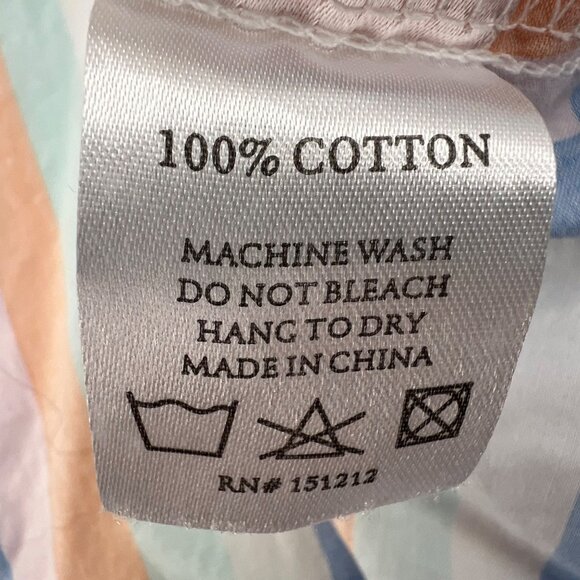 100% COTTON
MACHINE WASH
DO NOT BLEACH
HANG TO DRY
MADE IN CHINA
RN# 151212